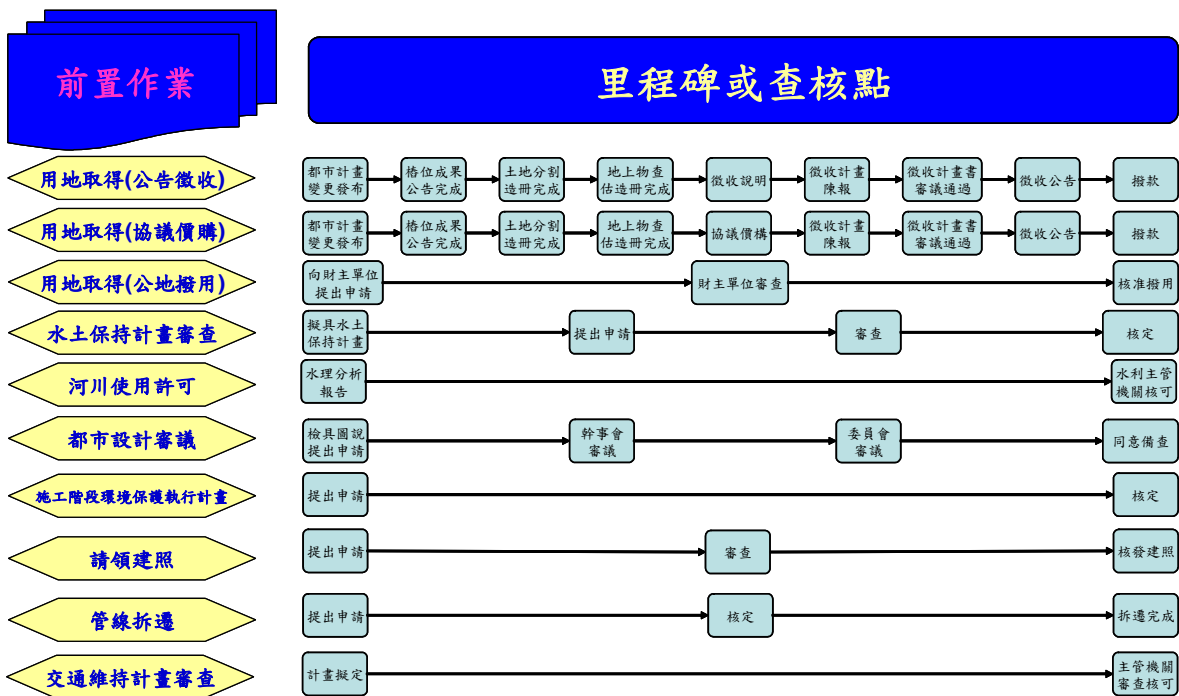 前置作業
里程碑或查核點
用地取得(公告徵收)
都市計畫
變更發布
樁位成果
公告完成
土地分割
造冊完成
地上物查
估造冊完成
徵收說明
徵收計畫
陳報
徵收計畫書
審議通過
徵收公告
撥款
用地取得(協議價購)
都市計畫
變更發布
樁位成果
公告完成
土地分割
造冊完成
地上物查
估造冊完成
協議價構
徵收計畫
陳報
徵收計畫書
審議通過
徵收公告
撥款
用地取得(公地撥用)
向財主單位
提出申請
財主單位審查
核准撥用
水土保持計畫審查
擬具水土
保持計畫
提出申請
審查
核定
河川使用許可
水理分析
報告
水利主管
機關核可
都市設計審議
檢具圖說
提出申請
幹事會
審議
委員會
審議
同意備查
施工階段環境保護執行計畫
提出申請
核定
請領建照
提出申請
審查
核發建照
管線拆遷
提出申請
核定
拆遷完成
交通維持計畫審查
計畫擬定
主管機關
審查核可